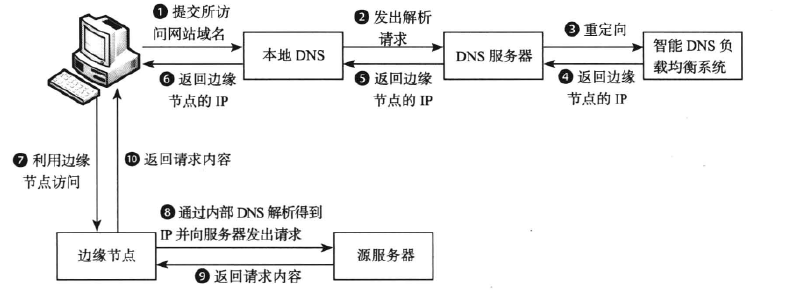 ❶ 提交所访
问网站域名
❷ 发出解析
请求
❸ 重定向
本地 DNS
DNS 服务器
智能 DNS 负
载均衡系统
❻ 返回边缘
节点的 IP
❺ 返回边缘
节点的 IP
❹ 返回边缘
节点的 IP
❼ 利用边缘
节点访问
❿ 返回请求内容
❽ 通过内部 DNS 解析得到
IP 并向服务器发出请求
边缘节点
源服务器
❾ 返回请求内容